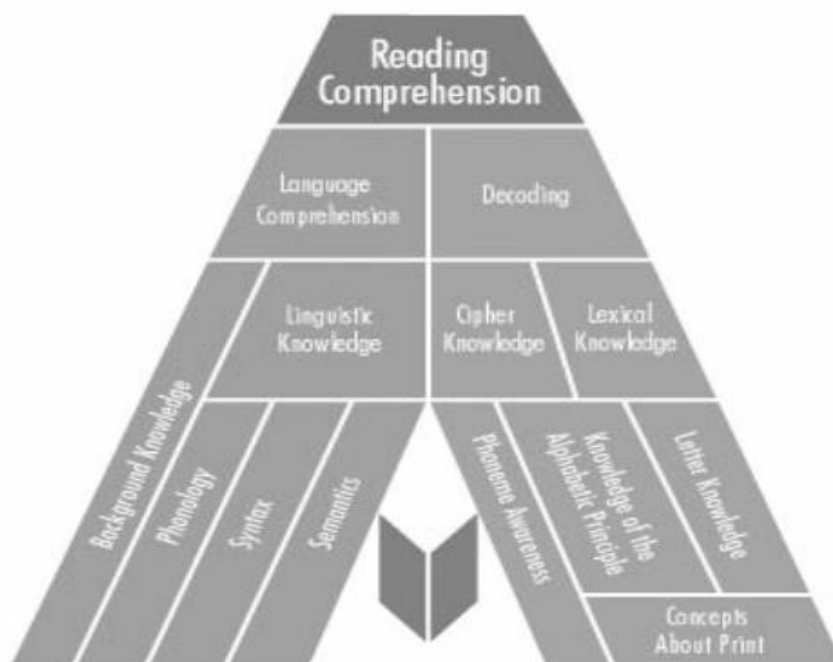 Reading
Comprehension
Language
Comprehension
Decoding
Linguistic
Knowledge
Cipher
Knowledge
Lexical
Knowledge
Background Knowledge
Phonology
Syntax
Semantics
Phoneme Awareness
Knowledge of the
Alphabetic Principle
Letter Knowledge
Concepts
About Print